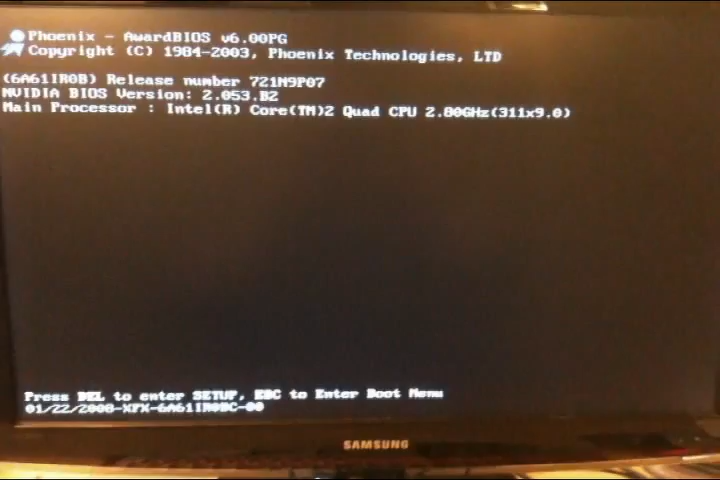 Phoenix - AwardBIOS v6.00PG
Copyright (C) 1984-2003, Phoenix Technologies, LTD
(6A61IR0B) Release number 721N9P07
NVIDIA BIOS Version: 2.053.B2
Main Processor : Intel(R) Core(TM)2 Quad CPU 2.80GHz(311x9.0)
Press DEL to enter SETUP, ESC to Enter Boot Menu
01/22/2008-XFX-6A61IR0BC-00
SAMSUNG